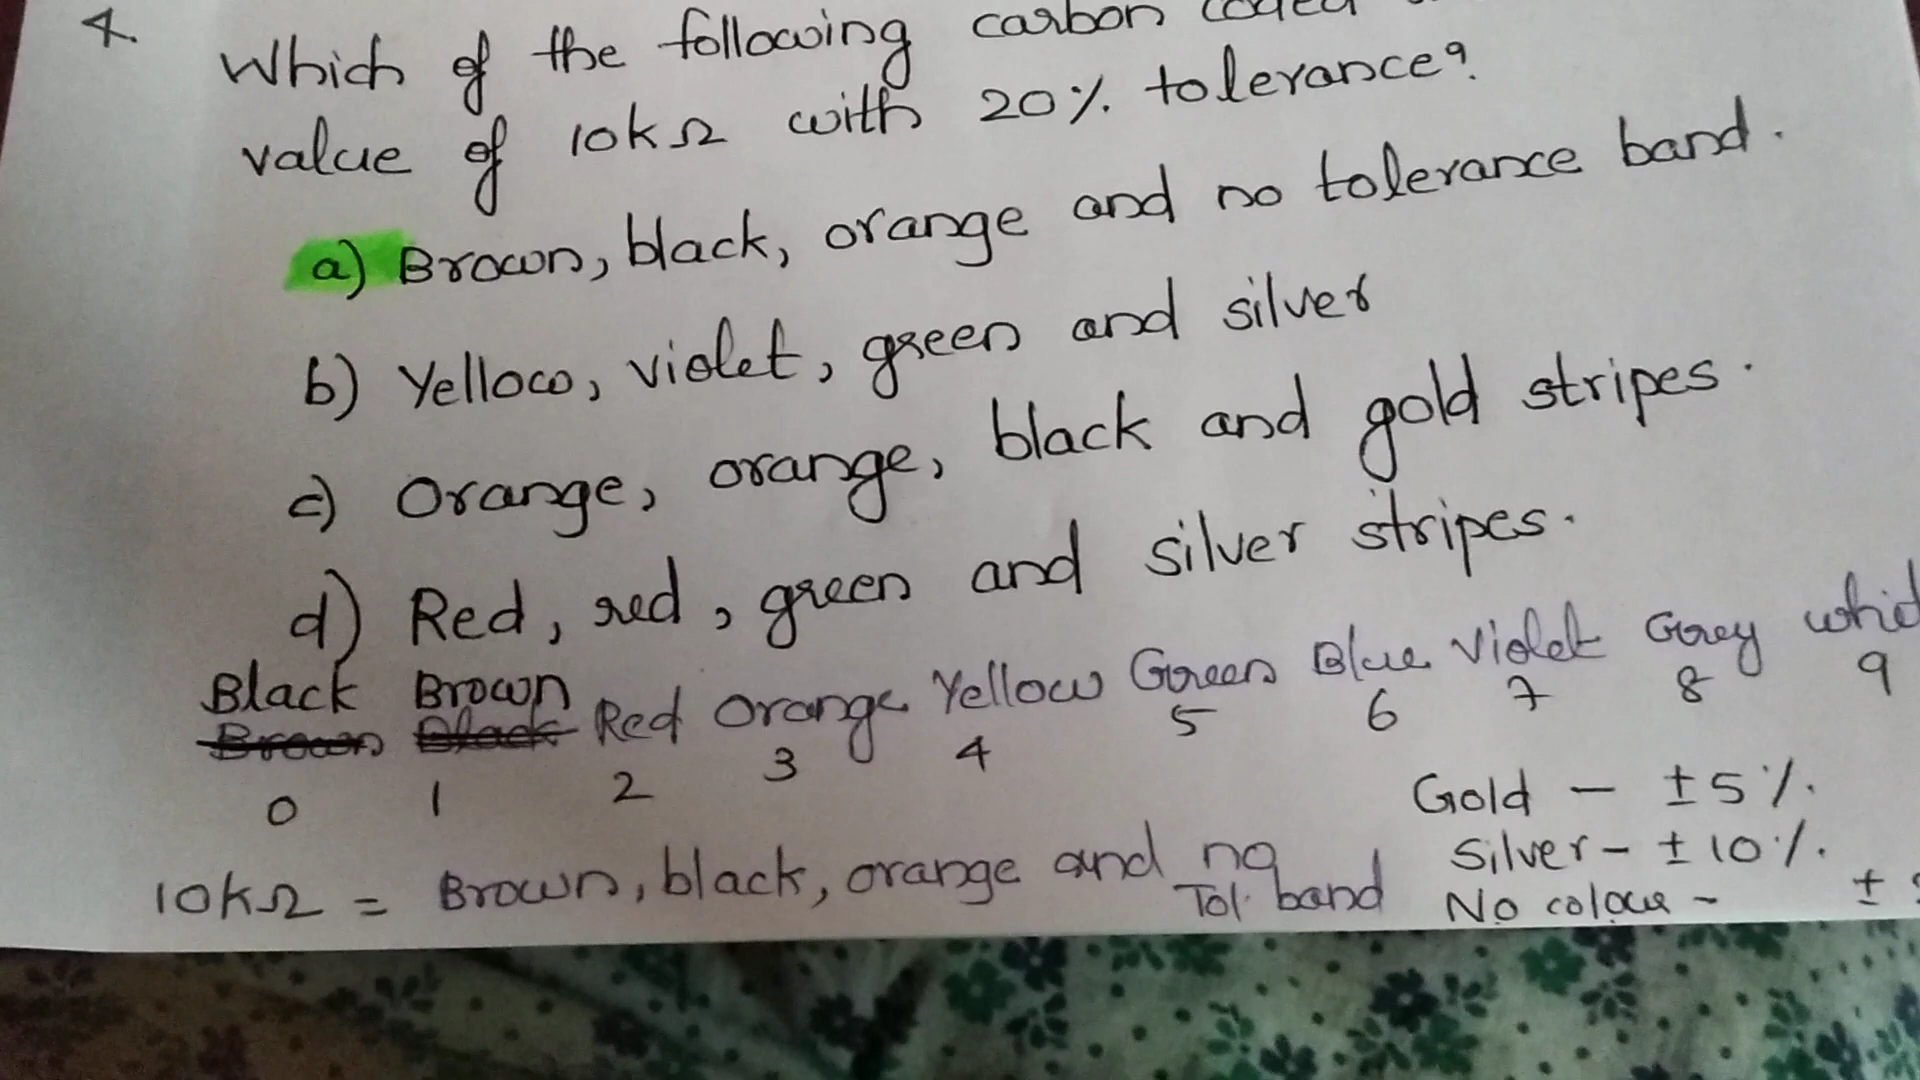 4. Which of the following carbon coded
value of 10kΩ with 20% tolerance?
a) Brown, black, orange and no tolerance band.
b) Yellow, violet, green and silver
c) Orange, orange, black and gold stripes.
d) Red, red, green and silver stripes.
Black Brown Red Orange Yellow Green Blue Violet Grey
Brown Black
0 1 2 3 4 5 6 7 8 9
Gold - ±5%.
Silver - ±10%.
No colour - ±
10kΩ = Brown, black, orange and no Tol. band